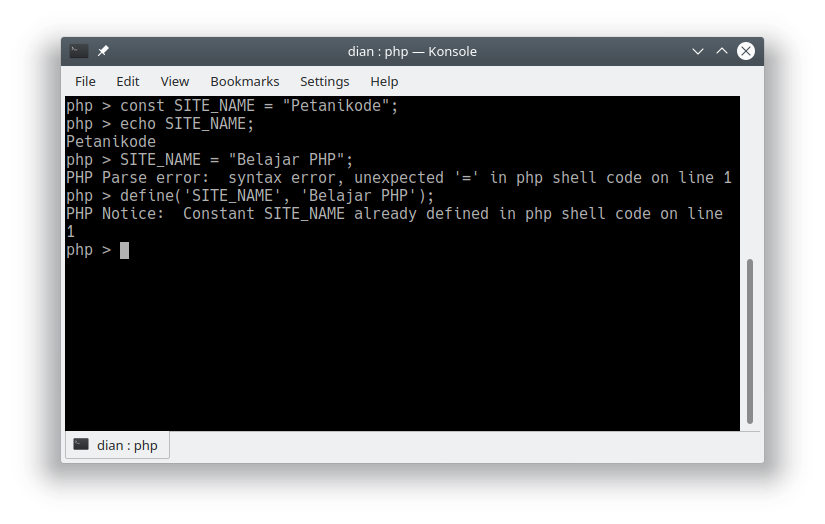 dian : php — Konsole
File Edit View Bookmarks Settings Help
php > const SITE_NAME = "Petanikode";
php > echo SITE_NAME;
Petanikode
php > SITE_NAME = "Belajar PHP";
PHP Parse error:  syntax error, unexpected '=' in php shell code on line 1
php > define('SITE_NAME', 'Belajar PHP');
PHP Notice:  Constant SITE_NAME already defined in php shell code on line
1
php >
dian : php